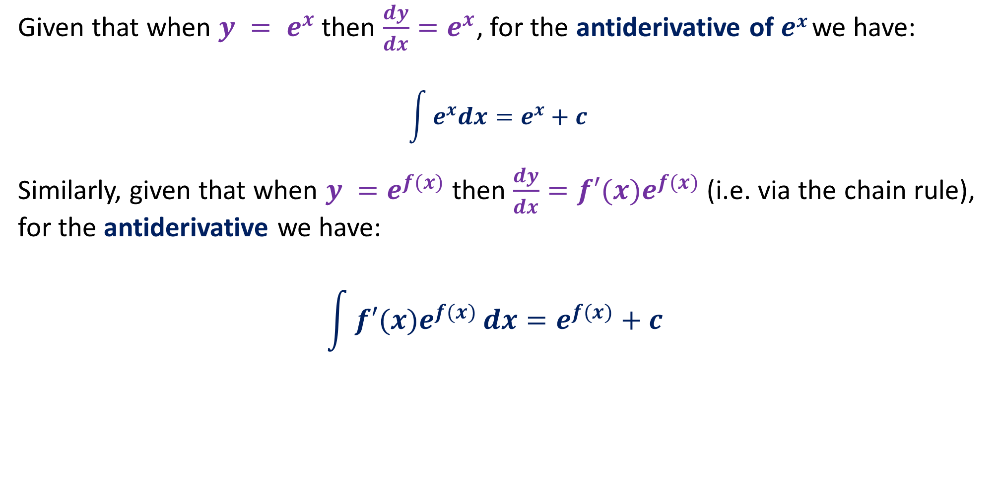 Given that when $y = e^x$ then $\frac{dy}{dx} = e^x$, for the antiderivative of $e^x$ we have:
$\int e^x dx = e^x + c$
Similarly, given that when $y = e^{f(x)}$ then $\frac{dy}{dx} = f'(x)e^{f(x)}$ (i.e. via the chain rule),
for the antiderivative we have:
$\int f'(x)e^{f(x)} dx = e^{f(x)} + c$